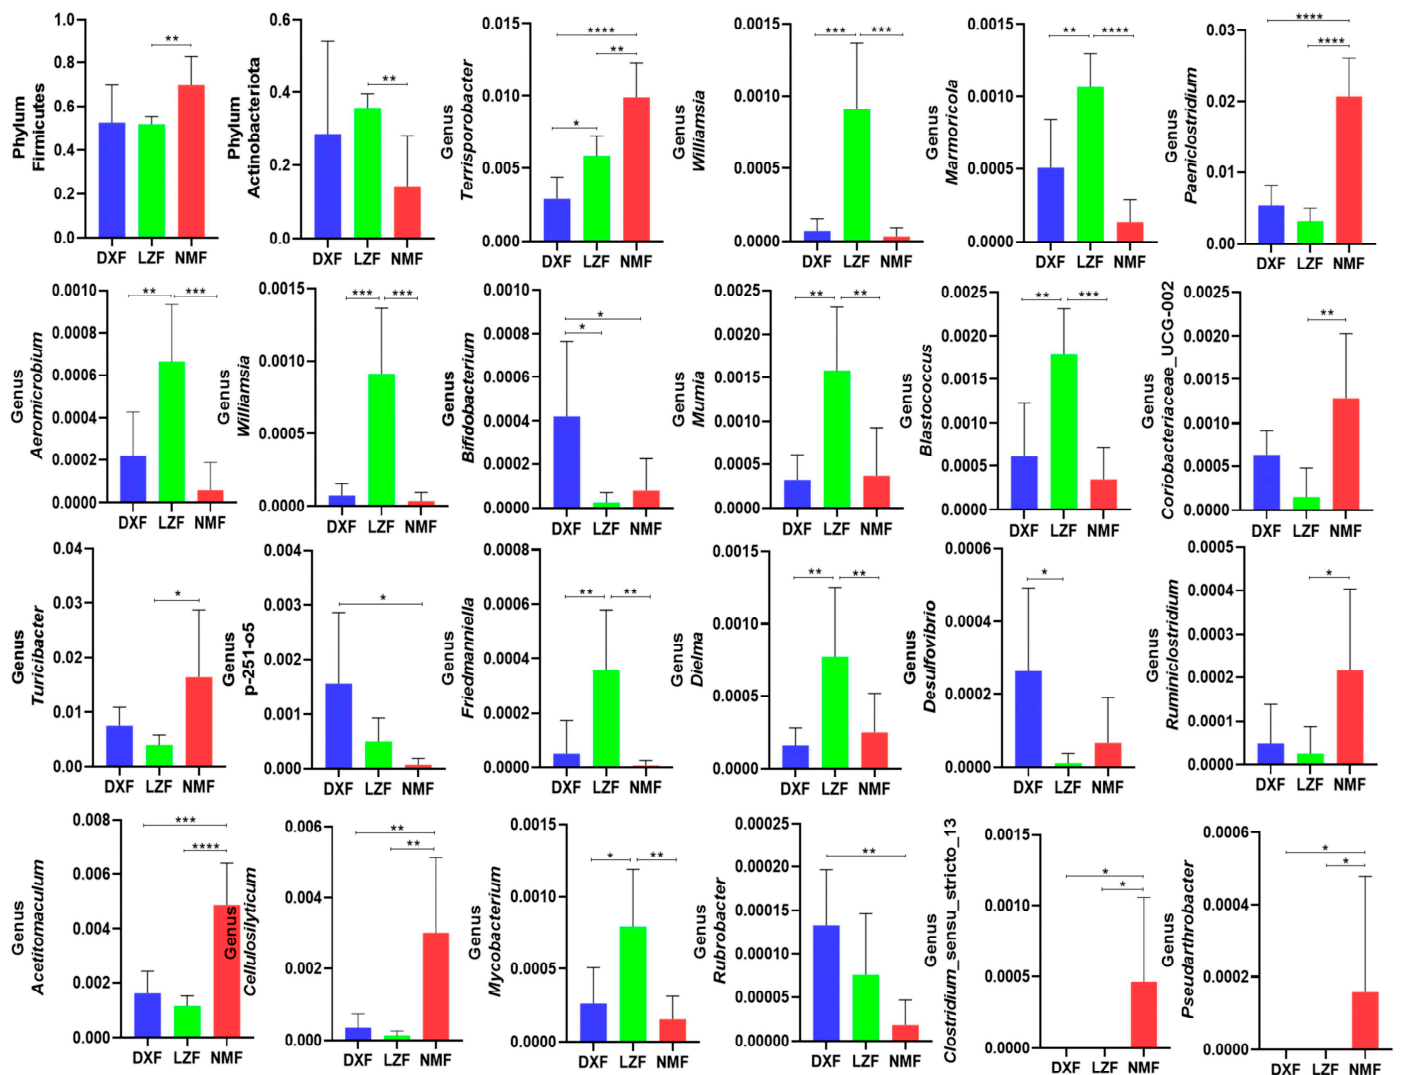 Phylum
Firmicutes
1.0
0.8
0.6
0.4
0.2
0.0
**
DXF LZF NMF
Phylum
Actinobacteriota
0.6
0.4
0.2
0.0
**
DXF LZF NMF
Genus
Terrisporobacter
0.015
0.010
0.005
0.000
****
**
*
DXF LZF NMF
Genus
Williamsia
0.0015
0.0010
0.0005
0.0000
*** ***
DXF LZF NMF
Genus
Marmoricola
0.0015
0.0010
0.0005
0.0000
** ****
DXF LZF NMF
Genus
Paeniclostridium
0.03
0.02
0.01
0.00
****
****
DXF LZF NMF
Genus
Aeromicrobium
0.0010
0.0008
0.0006
0.0004
0.0002
0.0000
** ***
DXF LZF NMF
Genus
Williamsia
0.0015
0.0010
0.0005
0.0000
*** ***
DXF LZF NMF
Genus
Bifidobacterium
0.0010
0.0008
0.0006
0.0004
0.0002
0.0000
*
*
DXF LZF NMF
Genus
Mumia
0.0025
0.0020
0.0015
0.0010
0.0005
0.0000
** **
DXF LZF NMF
Genus
Blastococcus
0.0025
0.0020
0.0015
0.0010
0.0005
0.0000
** ***
DXF LZF NMF
Genus
Coriobacteriaceae_UCG-002
0.0025
0.0020
0.0015
0.0010
0.0005
0.0000
**
DXF LZF NMF
Genus
Turicibacter
0.04
0.03
0.02
0.01
0.00
*
DXF LZF NMF
Genus
p-251-o5
0.004
0.003
0.002
0.001
0.000
*
DXF LZF NMF
Genus
Friedmanniella
0.0008
0.0006
0.0004
0.0002
0.0000
** **
DXF LZF NMF
Genus
Dielma
0.0015
0.0010
0.0005
0.0000
** **
DXF LZF NMF
Genus
Desulfovibrio
0.0006
0.0004
0.0002
0.0000
*
DXF LZF NMF
Genus
Ruminiclostridium
0.0005
0.0004
0.0003
0.0002
0.0001
0.0000
*
DXF LZF NMF
Genus
Acetitomaculum
0.008
0.006
0.004
0.002
0.000
***
****
DXF LZF NMF
Genus
Cellulosilyticum
0.006
0.004
0.002
0.000
**
**
DXF LZF NMF
Genus
Mycobacterium
0.0015
0.0010
0.0005
0.0000
* **
DXF LZF NMF
Genus
Rubrobacter
0.00025
0.00020
0.00015
0.00010
0.00005
0.00000
**
DXF LZF NMF
Genus
Clostridium_sensu_stricto_13
0.0015
0.0010
0.0005
0.0000
*
*
DXF LZF NMF
Genus
Pseudarthrobacter
0.0006
0.0004
0.0002
0.0000
*
*
DXF LZF NMF